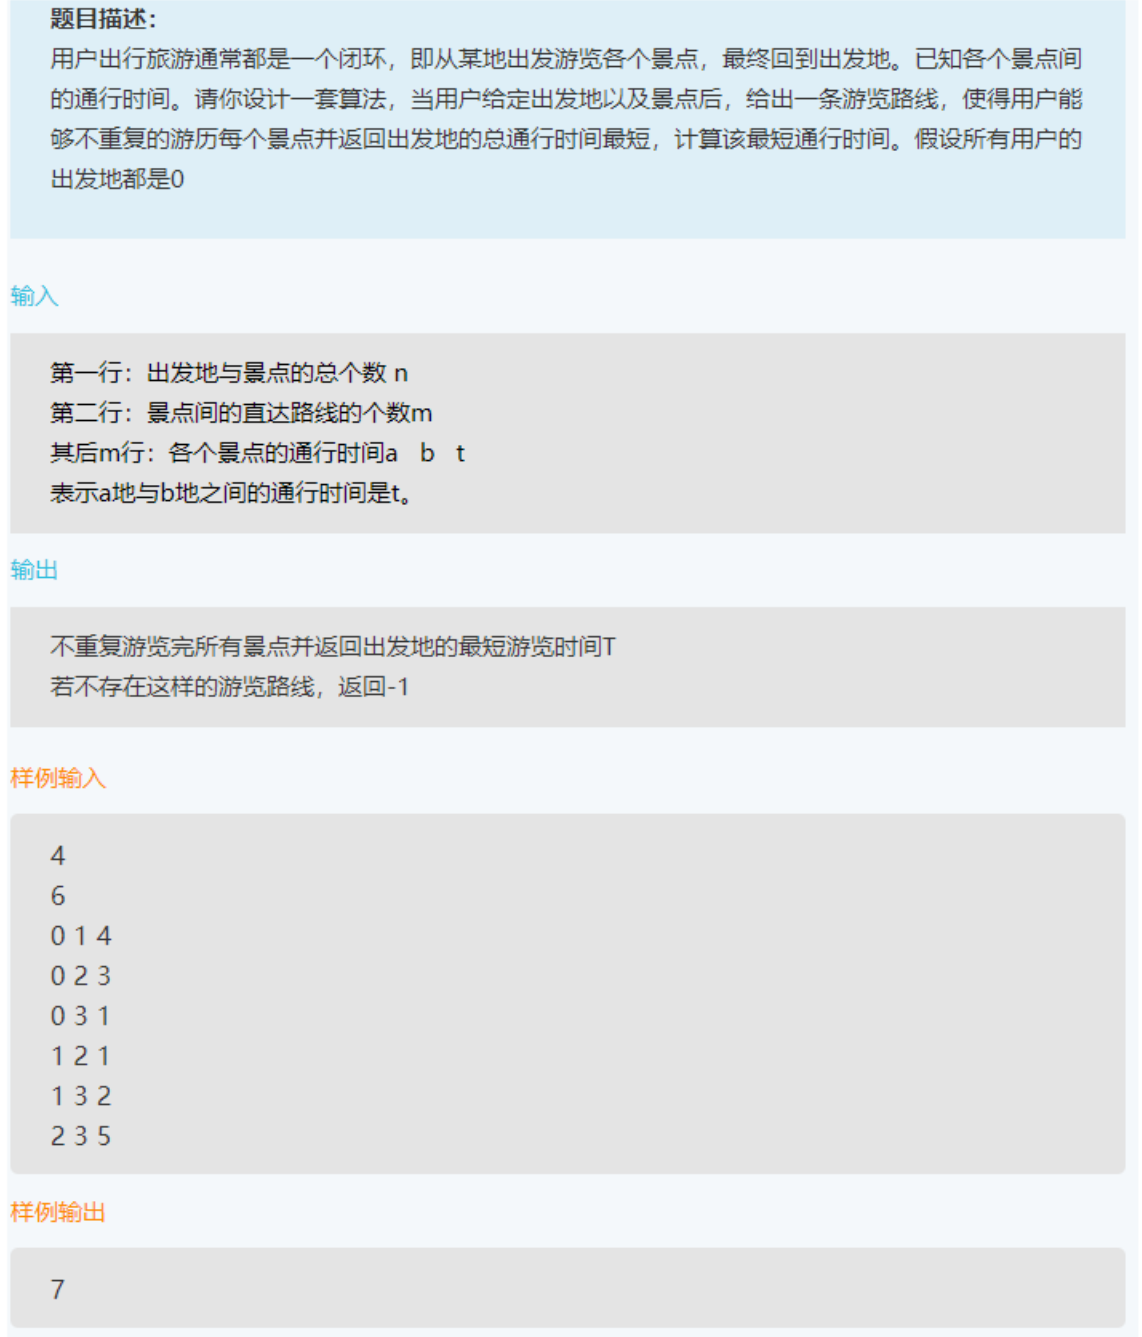 题目描述：
用户出行旅游通常都是一个闭环，即从某地出发游览各个景点，最终回到出发地。已知各个景点间
的通行时间。请你设计一套算法，当用户给定出发地以及景点后，给出一条游览路线，使得用户能
够不重复的游历每个景点并返回出发地的总通行时间最短，计算该最短通行时间。假设所有用户的
出发地都是0
输入
第一行：出发地与景点的总个数 n
第二行：景点间的直达路线的个数m
其后m行：各个景点的通行时间a b t
表示a地与b地之间的通行时间是t。
输出
不重复游览完所有景点并返回出发地的最短游览时间T
若不存在这样的游览路线，返回-1
样例输入
4
6
0 1 4
0 2 3
0 3 1
1 2 1
1 3 2
2 3 5
样例输出
7